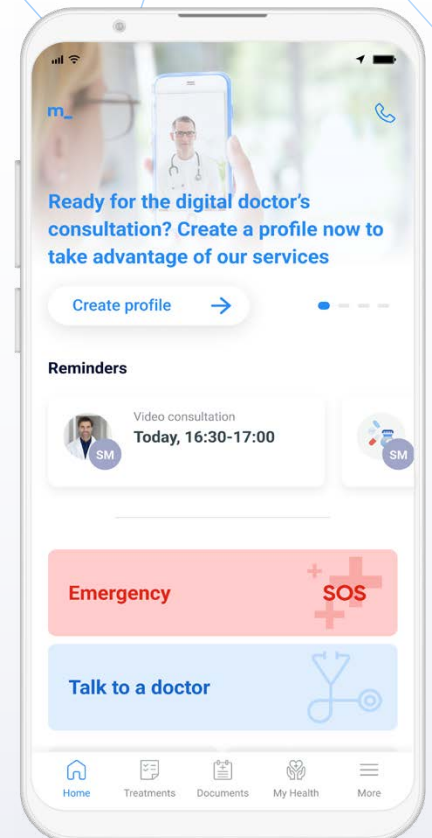 m_
Ready for the digital doctor's
consultation? Create a profile now to
take advantage of our services
Create profile
Reminders
Video consultation
Today, 16:30-17:00
SM
SM
Emergency
SOS
Talk to a doctor
Home
Treatments
Documents
My Health
More